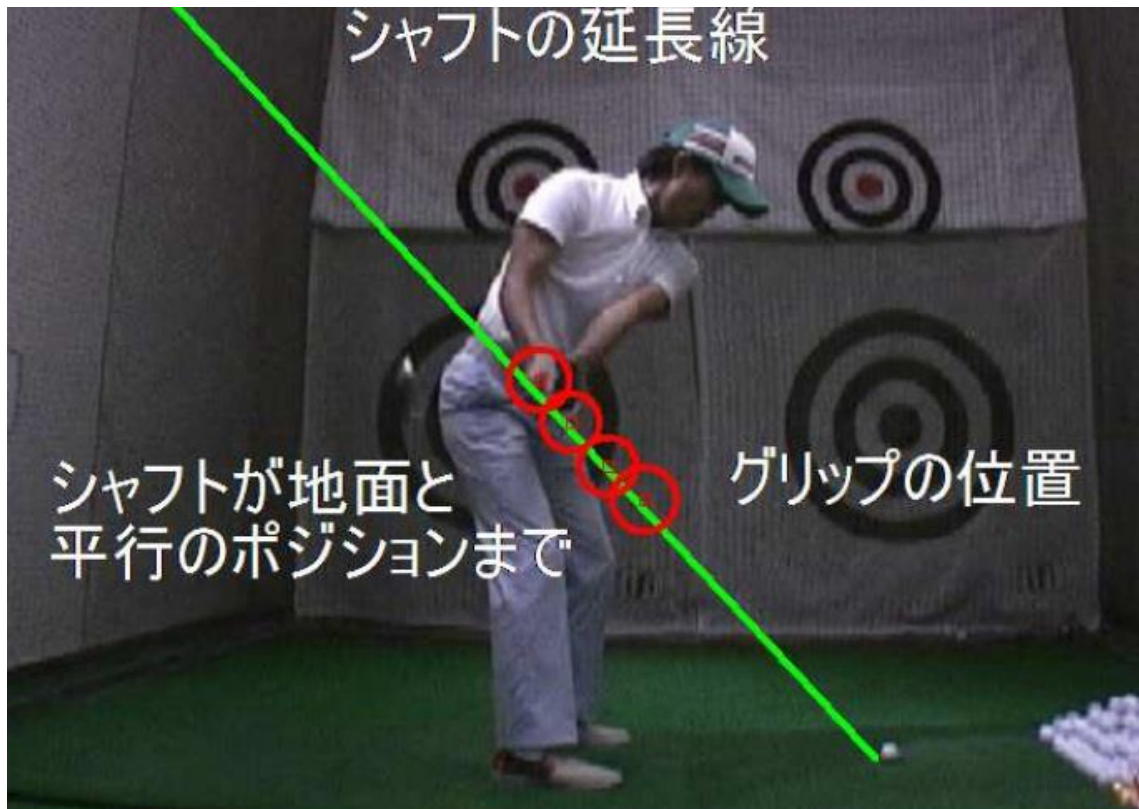 シャフトの延長線
グリップの位置
シャフトが地面と
平行のポジションまで